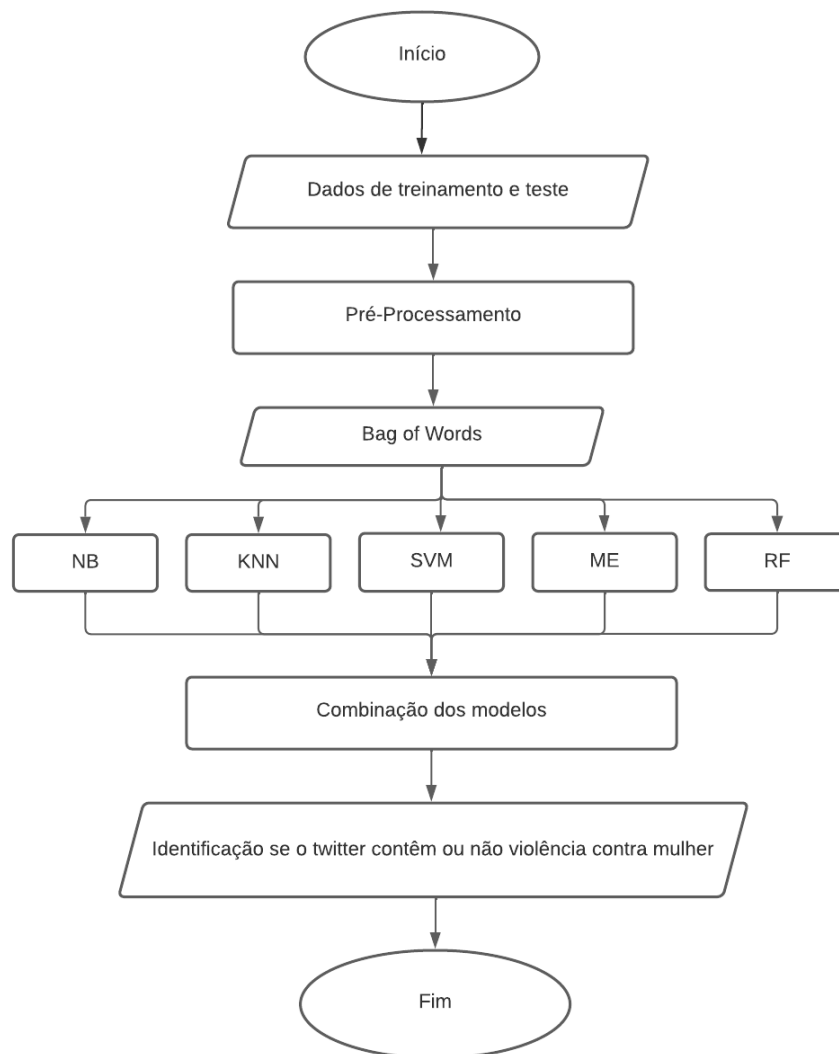 Início
Dados de treinamento e teste
Pré-Processamento
Bag of Words
NB
KNN
SVM
ME
RF
Combinação dos modelos
Identificação se o twitter contêm ou não violência contra mulher
Fim